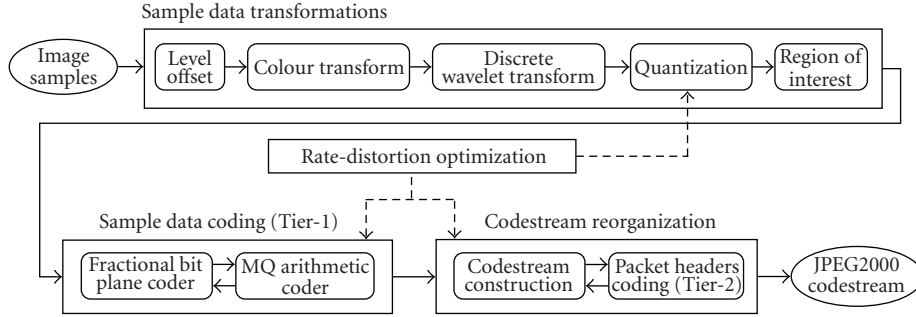 Sample data transformations
Image
samples
Level
offset
Colour transform
Discrete
wavelet transform
Quantization
Region of
interest
Rate-distortion optimization
Sample data coding (Tier-1)
Fractional bit
plane coder
MQ arithmetic
coder
Codestream reorganization
Codestream
construction
Packet headers
coding (Tier-2)
JPEG2000
codestream